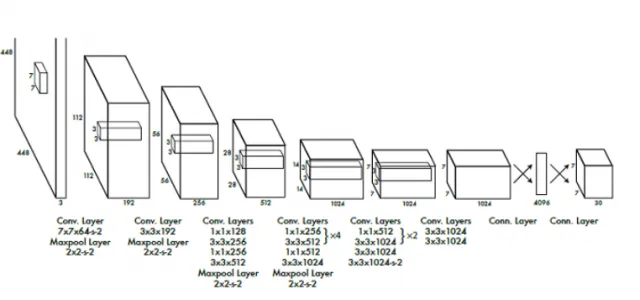 448
7
7
448
3
112
3
3
112
192
56
3
3
56
256
28
3
3
28
512
14
3
3
14
1024
7
3
3
7
1024
7
7
1024
4096
7
7
30
Conv. Layer
7x7x64-s-2
Maxpool Layer
2x2-s-2
Conv. Layer
3x3x192
Maxpool Layer
2x2-s-2
Conv. Layers
1x1x128
3x3x256
1x1x256
3x3x512
Maxpool Layer
2x2-s-2
Conv. Layers
1x1x256
3x3x512
}×4
1x1x512
3x3x1024
Maxpool Layer
2x2-s-2
Conv. Layers
1x1x512
3x3x1024
}×2
3x3x1024
3x3x1024-s-2
Conv. Layers
3x3x1024
3x3x1024
Conn. Layer
Conn. Layer